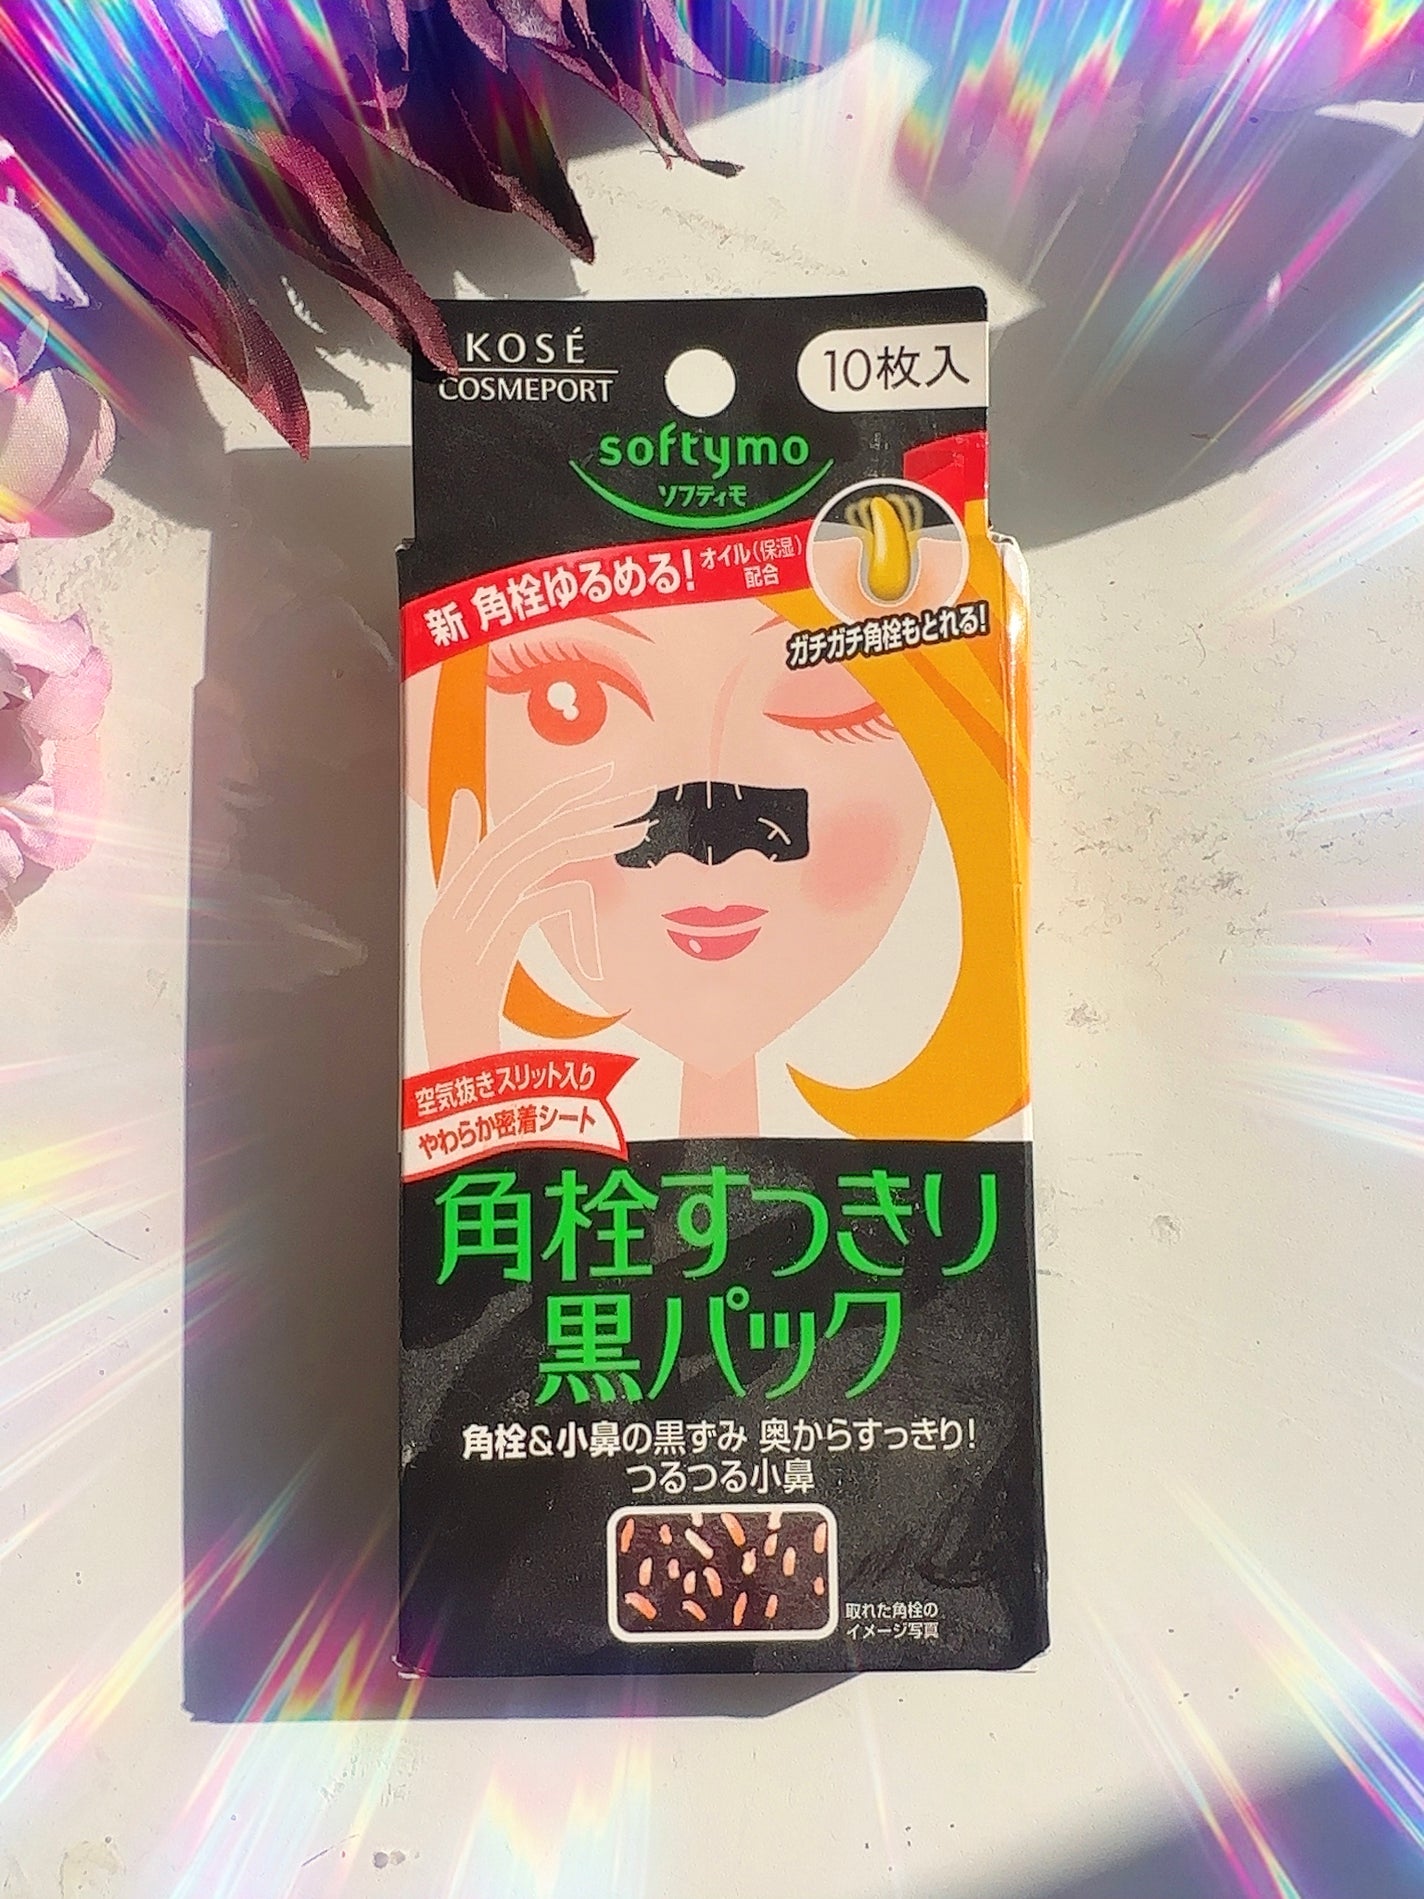 KOSÉ
COSMEPORT
10枚入
softymo
ソフティモ
新 角栓ゆるめる! オイル(保湿)
配合
ガチガチ角栓もとれる!
空気抜きスリット入り
やわらか密着シート
角栓すっきり
黒パック
角栓&小鼻の黒ずみ 奥からすっきり!
つるつる小鼻
取れた角栓の
イメージ写真